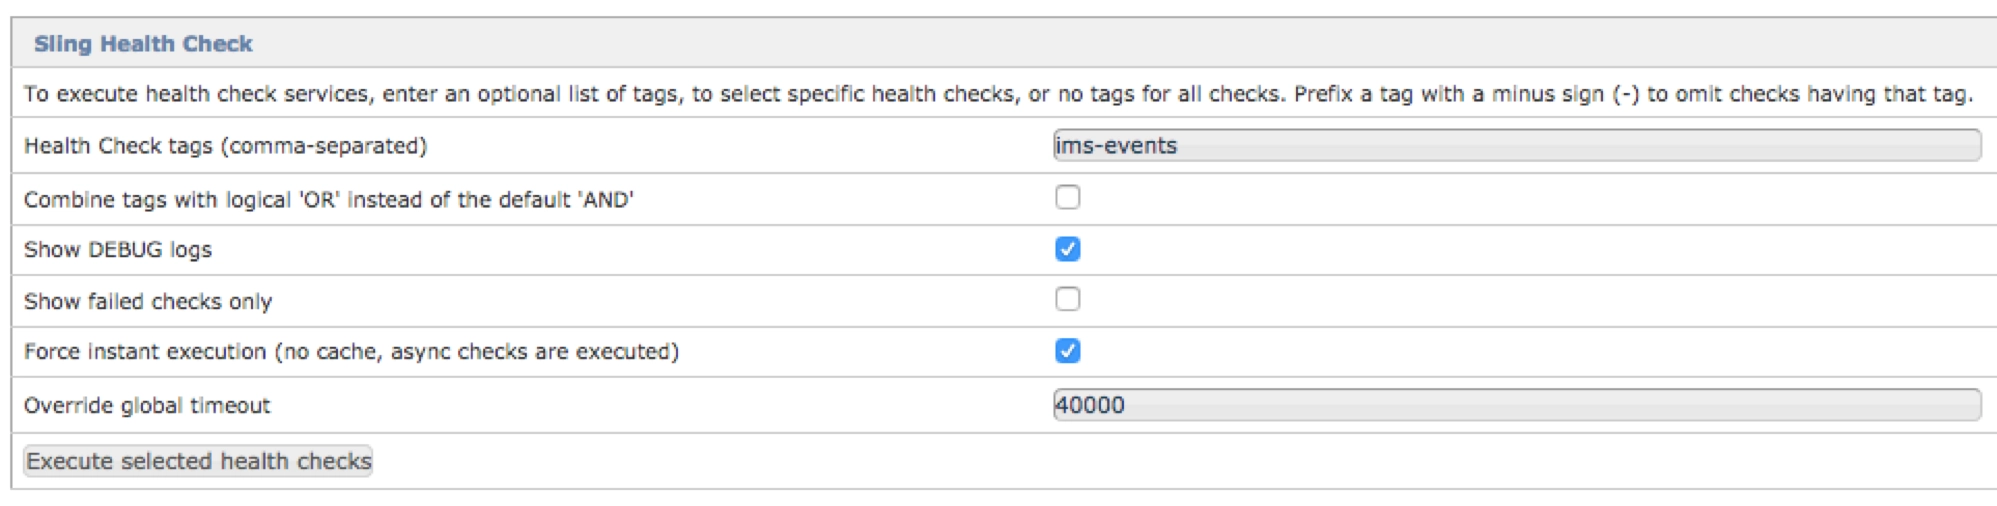 Sling Health Check
To execute health check services, enter an optional list of tags, to select specific health checks, or no tags for all checks. Prefix a tag with a minus sign (-) to omit checks having that tag.
Health Check tags (comma-separated) ims-events
Combine tags with logical 'OR' instead of the default 'AND'
Show DEBUG logs
Show failed checks only
Force instant execution (no cache, async checks are executed)
Override global timeout 40000
Execute selected health checks